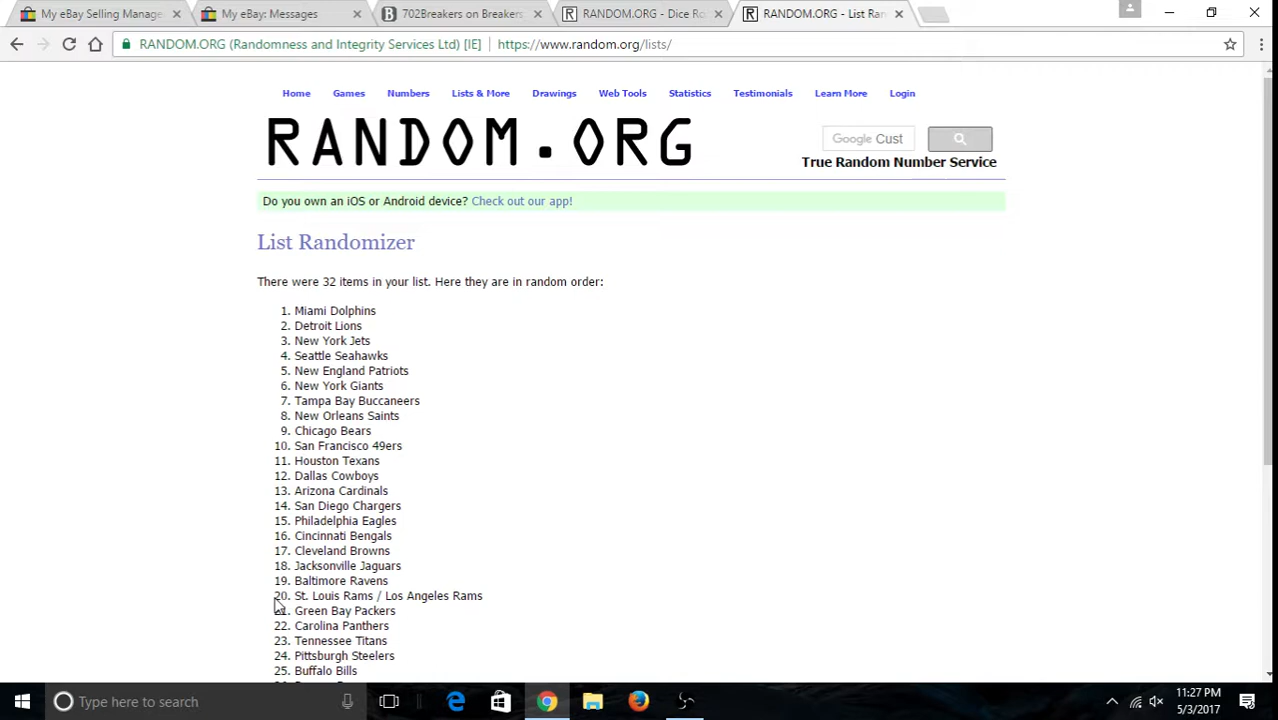 My eBay Selling Manage
My eBay: Messages
702Breakers on Breakers
RANDOM.ORG - Dice Ro
RANDOM.ORG - List Ran
RANDOM.ORG (Randomness and Integrity Services Ltd) [IE]
https://www.random.org/lists/
Home Games Numbers Lists & More Drawings Web Tools Statistics Testimonials Learn More Login
RANDOM.ORG
Google Cust
True Random Number Service
Do you own an iOS or Android device? Check out our app!
List Randomizer
There were 32 items in your list. Here they are in random order:
1. Miami Dolphins
2. Detroit Lions
3. New York Jets
4. Seattle Seahawks
5. New England Patriots
6. New York Giants
7. Tampa Bay Buccaneers
8. New Orleans Saints
9. Chicago Bears
10. San Francisco 49ers
11. Houston Texans
12. Dallas Cowboys
13. Arizona Cardinals
14. San Diego Chargers
15. Philadelphia Eagles
16. Cincinnati Bengals
17. Cleveland Browns
18. Jacksonville Jaguars
19. Baltimore Ravens
20. St. Louis Rams / Los Angeles Rams
21. Green Bay Packers
22. Carolina Panthers
23. Tennessee Titans
24. Pittsburgh Steelers
25. Buffalo Bills
Type here to search
11:27 PM
5/3/2017